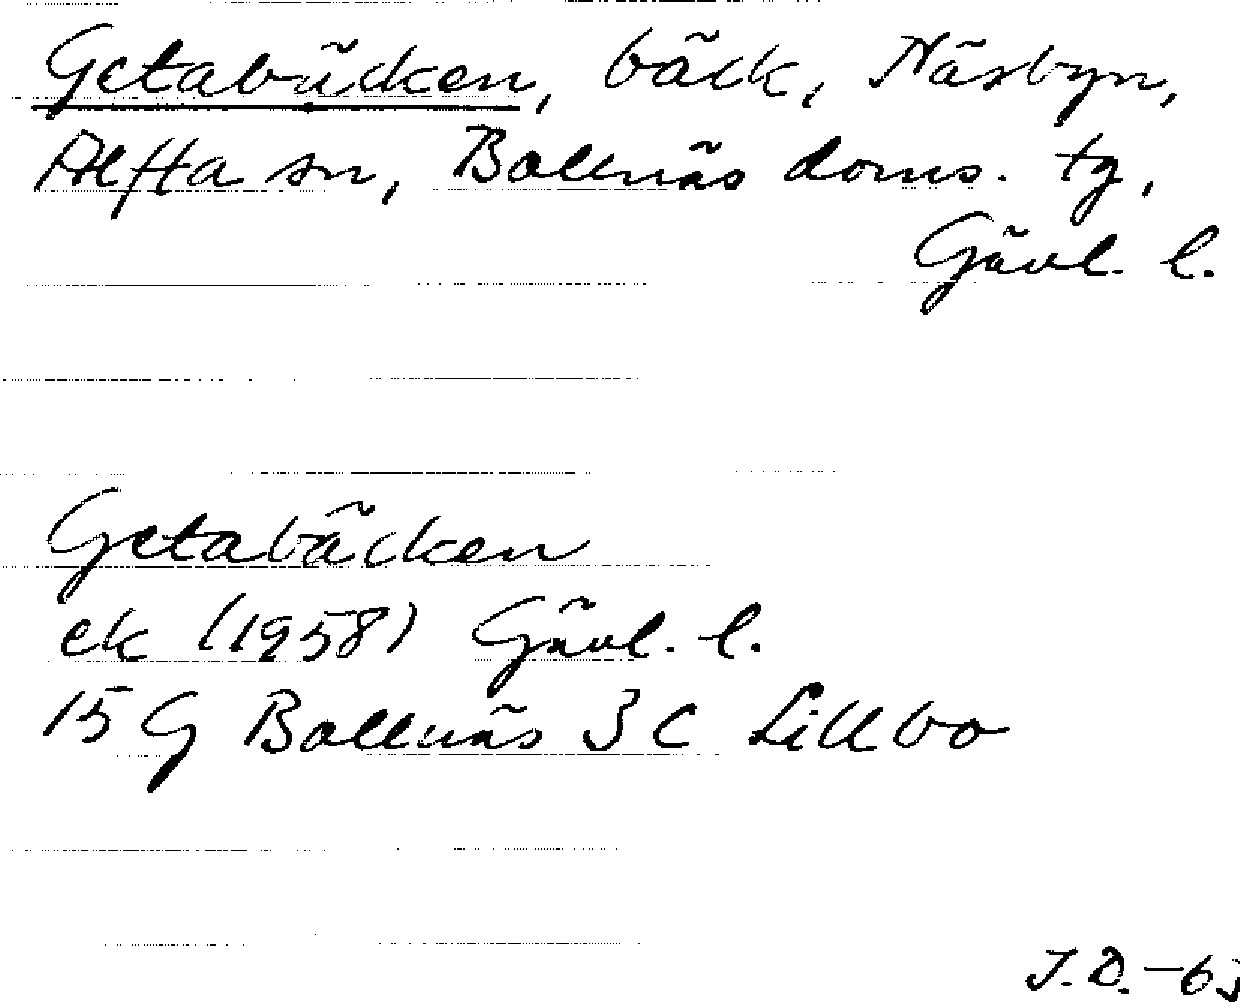 Getabäcken, bäck, Näsbyn,
Alfta sn, Bollnäs doms. tg,
Gävl. l.
Getabäcken
ek (1958) Gävl. l.
15 G Bollnäs 3 C Lillbo
J.D.-63